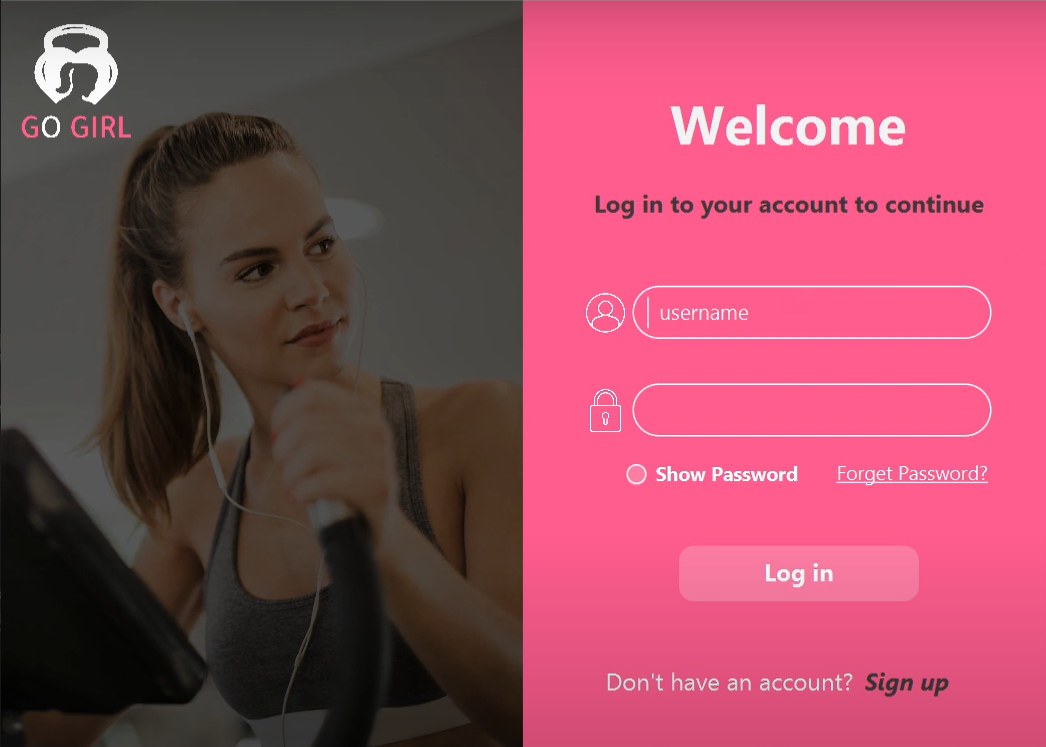 GO GIRL
Welcome
Log in to your account to continue
username
Show Password
Forget Password?
Log in
Don't have an account? Sign up